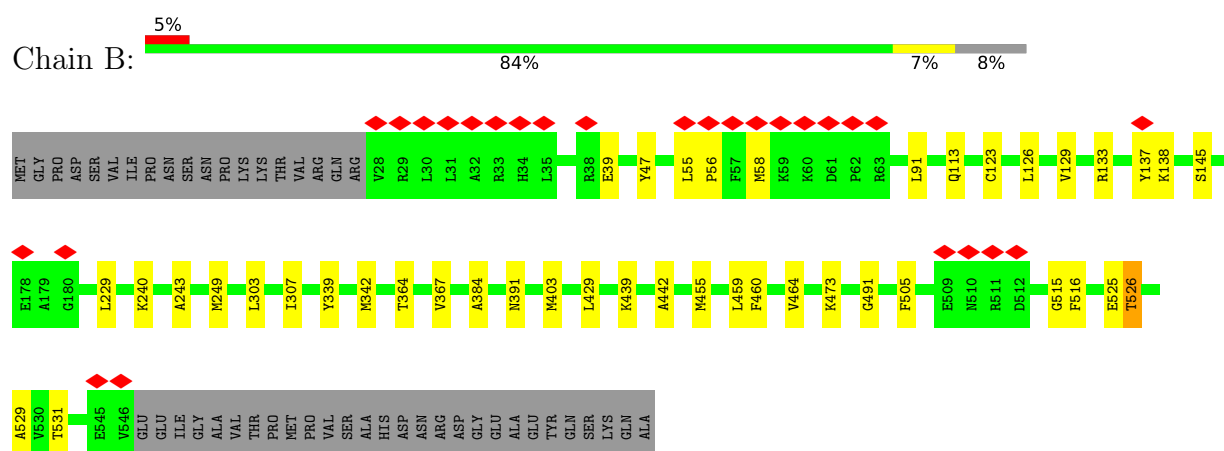 5%
Chain B:
84% 7% 8%
MET GLY PRO ASP SER VAL ILE PRO ASN SER ASN PRO LYS LYS THR VAL ARG GLN ARG V28 R29 L30 L31 A32 R33 H34 L35 R38 E39 Y47 L55 P56 F57 M58 K59 K60 D61 P62 R63 L91 Q113 C123 L126 V129 R133 Y137 K138 S145
E178 A179 G180 L229 K240 A243 M249 L303 I307 Y339 M342 T364 V367 A384 N391 M403 L429 K439 A442 M455 L459 F460 V464 K473 G491 F505 E509 N510 R511 D512 G515 F516 E525 T526
A529 V530 T531 E545 V546 GLU GLU ILE GLY ALA VAL THR PRO MET PRO VAL SER ALA HIS ASP ASN ARG ASP GLY GLU ALA GLU TYR GLN SER LYS GLN ALA